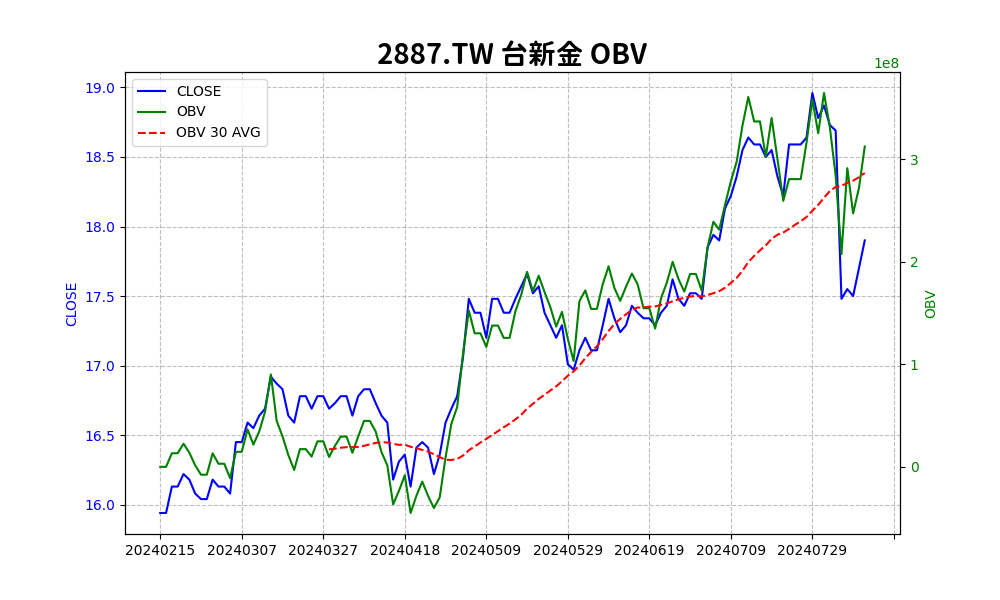 2887.TW 台新金 OBV
1e8
CLOSE
OBV
OBV 30 AVG
19.0
18.5
18.0
17.5
17.0
16.5
16.0
CLOSE
3
2
1
0
OBV
20240215 20240307 20240327 20240418 20240509 20240529 20240619 20240709 20240729